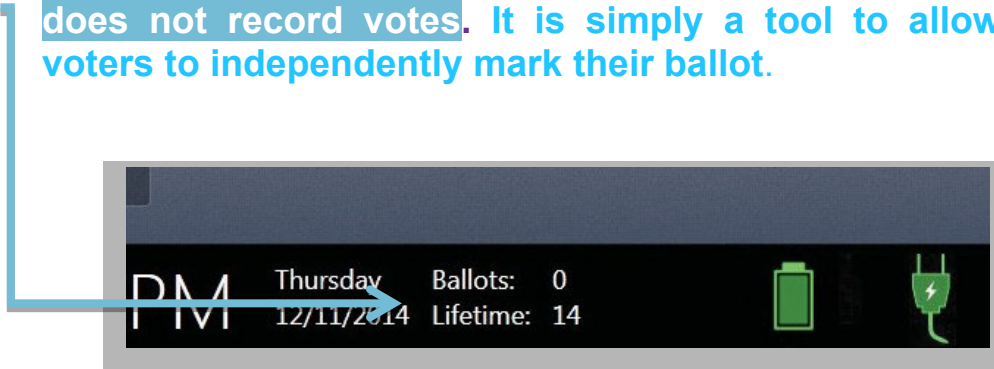 does not record votes. It is simply a tool to allow
voters to independently mark their ballot.
PM
Thursday Ballots: 0
12/11/2014 Lifetime: 14